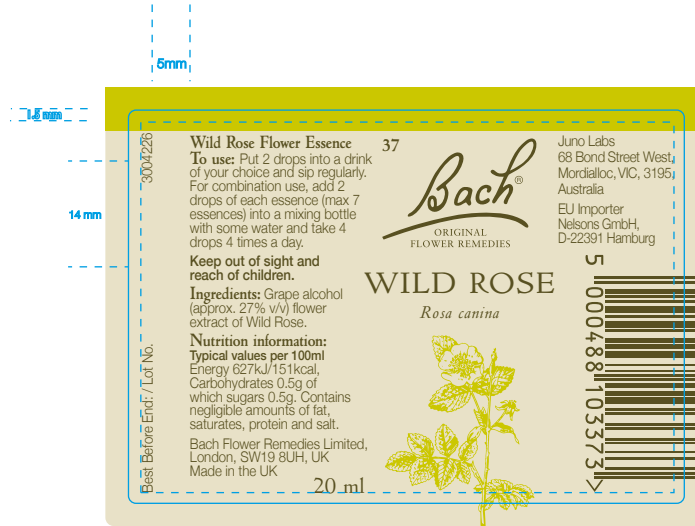 5mm
1.5 mm
14 mm
3004226
Best Before End: / Lot No.
Wild Rose Flower Essence
To use: Put 2 drops into a drink
of your choice and sip regularly.
For combination use, add 2
drops of each essence (max 7
essences) into a mixing bottle
with some water and take 4
drops 4 times a day.
Keep out of sight and
reach of children.
Ingredients: Grape alcohol
(approx. 27% v/v) flower
extract of Wild Rose.
Nutrition information:
Typical values per 100ml
Energy 627kJ/151kcal,
Carbohydrates 0.5g of
which sugars 0.5g. Contains
negligible amounts of fat,
saturates, protein and salt.
Bach Flower Remedies Limited,
London, SW19 8UH, UK
Made in the UK
20 ml
37
Bach®
ORIGINAL
FLOWER REMEDIES
WILD ROSE
Rosa canina
Juno Labs
68 Bond Street West,
Mordialloc, VIC, 3195,
Australia
EU Importer
Nelsons GmbH,
D-22391 Hamburg
5 000488 103373 >